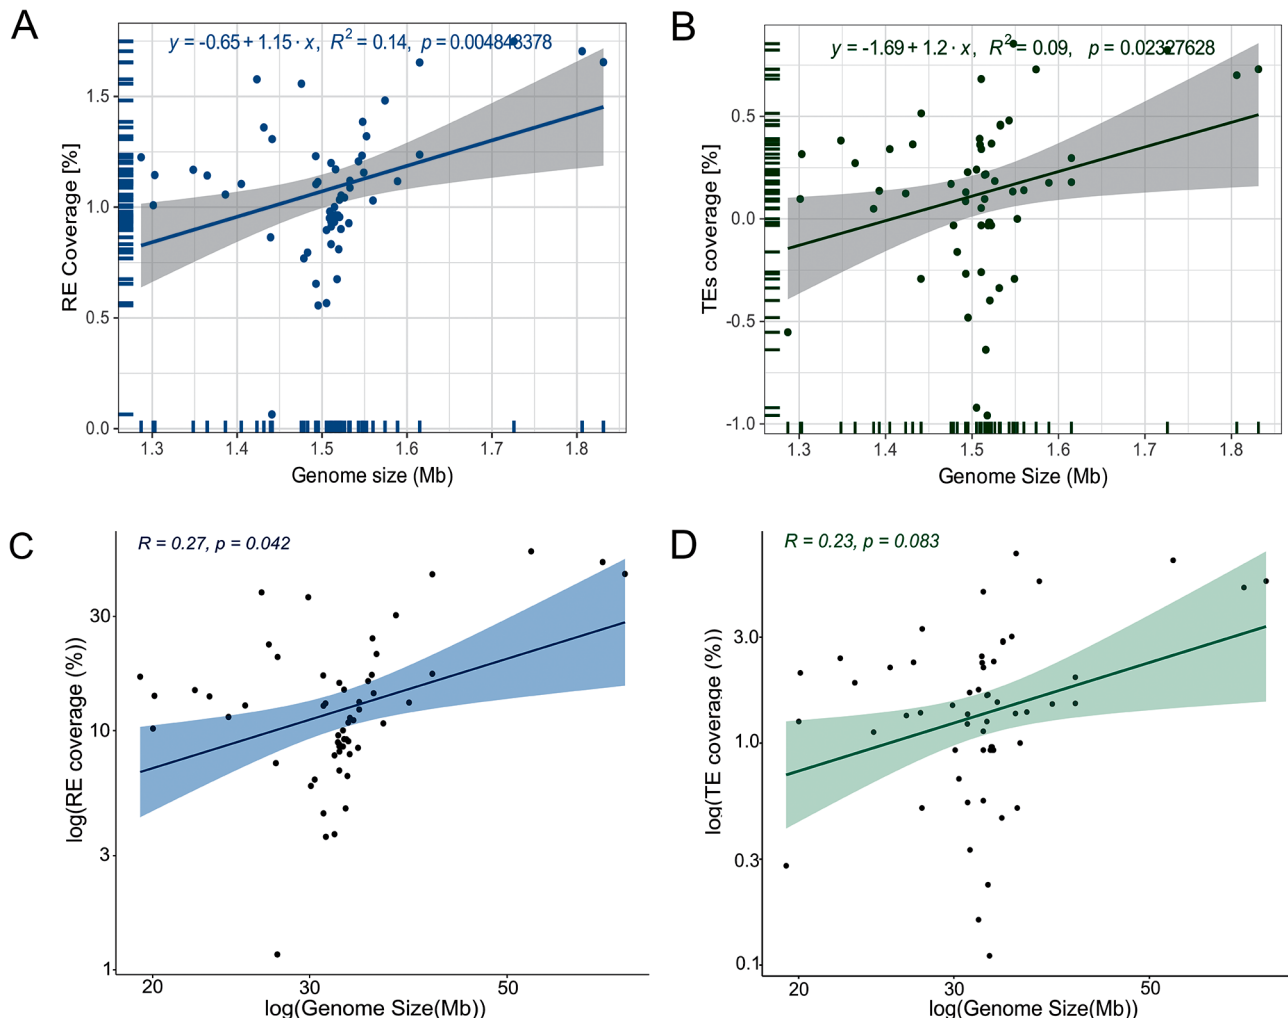 A
y = -0.65 + 1.15 · x, R² = 0.14, p = 0.004843378
RE Coverage [%]
1.5
1.0
0.5
0.0
1.3 1.4 1.5 1.6 1.7 1.8
Genome size (Mb)
B
y = -1.69 + 1.2 · x, R² = 0.09, p = 0.02327628
TEs coverage [%]
0.5
0.0
-0.5
-1.0
1.3 1.4 1.5 1.6 1.7 1.8
Genome Size (Mb)
C
R = 0.27, p = 0.042
log(RE coverage (%))
30
10
3
1
20 30 50
log(Genome Size(Mb))
D
R = 0.23, p = 0.083
log(TE coverage (%))
3.0
1.0
0.3
0.1
20 30 50
log(Genome Size(Mb))